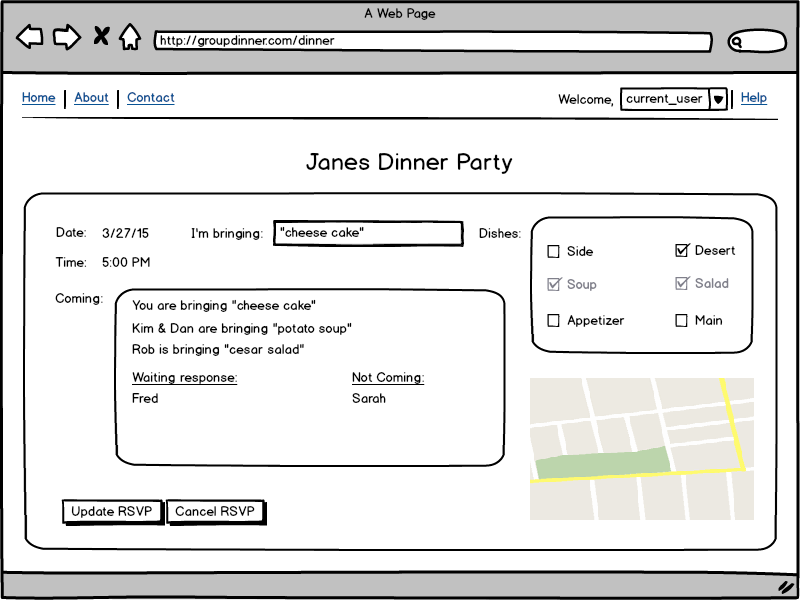 A Web Page
http://groupdinner.com/dinner
Home About Contact Welcome, current_user Help
Janes Dinner Party
Date: 3/27/15 I'm bringing: "cheese cake" Dishes:
Time: 5:00 PM
Side Desert
Soup Salad
Appetizer Main
Coming:
You are bringing "cheese cake"
Kim & Dan are bringing "potato soup"
Rob is bringing "cesar salad"
Waiting response: Not Coming:
Fred Sarah
Update RSVP Cancel RSVP